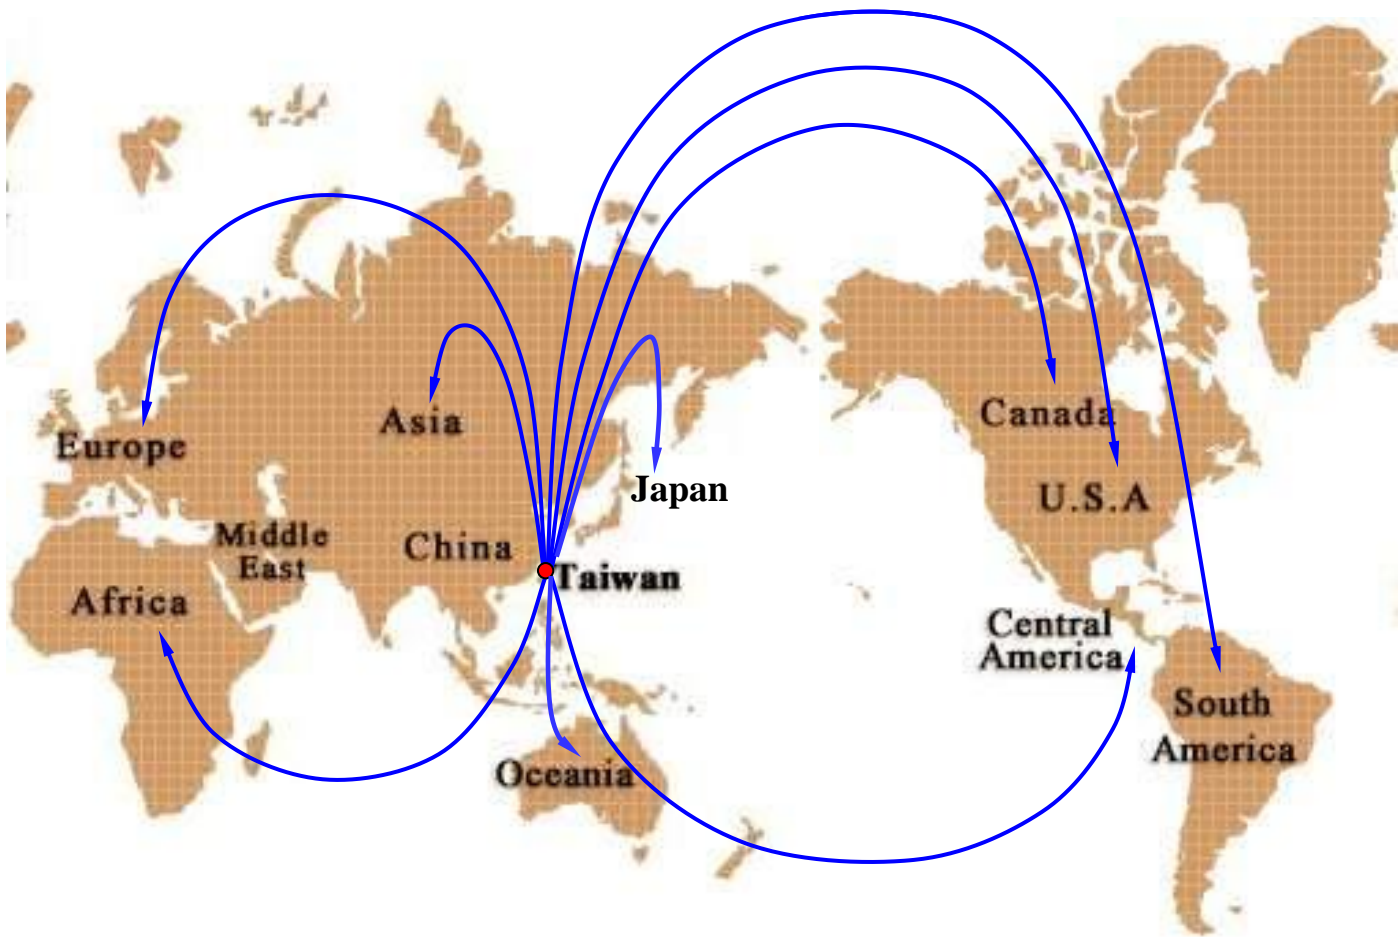 Asia
Canada
Europe
Japan
U.S.A
Middle
East
China
Taiwan
Africa
Central
America
South
America
Oceania